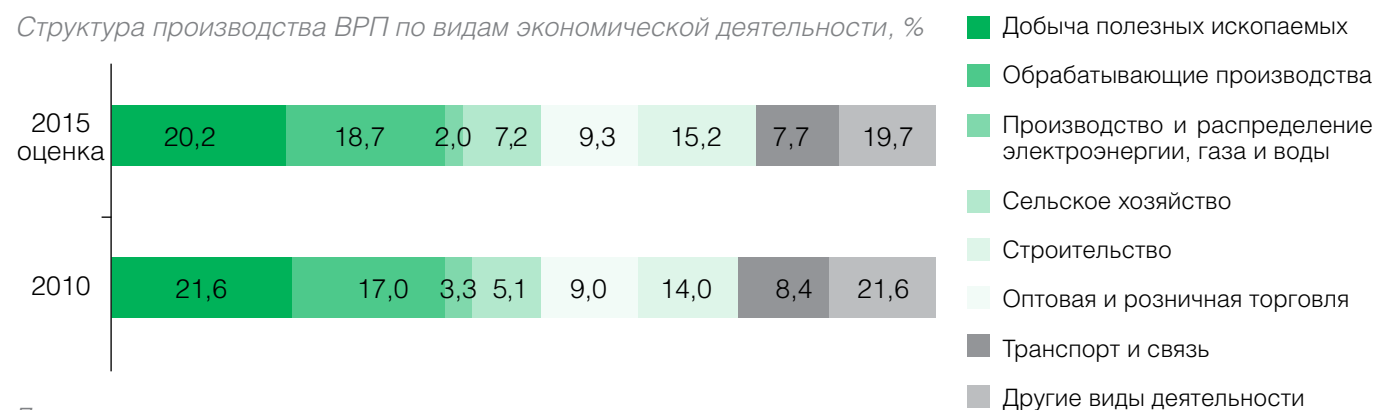 Структура производства ВРП по видам экономической деятельности, %
2015
оценка
20,2 18,7 2,0 7,2 9,3 15,2 7,7 19,7
2010
21,6 17,0 3,3 5,1 9,0 14,0 8,4 21,6
Добыча полезных ископаемых
Обрабатывающие производства
Производство и распределение
электроэнергии, газа и воды
Сельское хозяйство
Строительство
Оптовая и розничная торговля
Транспорт и связь
Другие виды деятельности